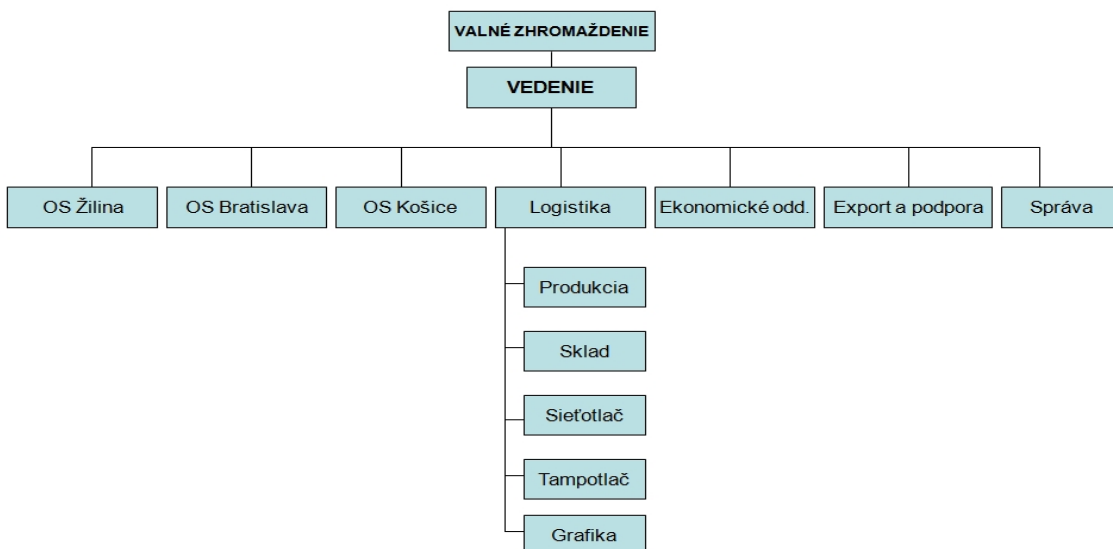 VALNÉ ZHROMAŽDENIE
VEDENIE
OS Žilina
OS Bratislava
OS Košice
Logistika
Ekonomické odd.
Export a podpora
Správa
Produkcia
Sklad
Sieťotlač
Tampotlač
Grafika